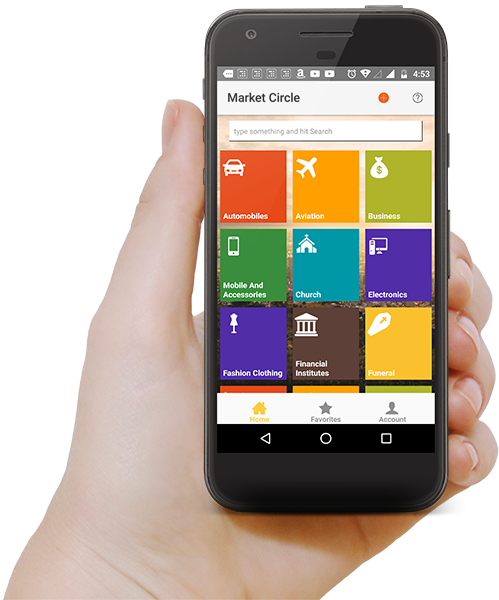 4:53
Market Circle
type something and hit Search
Automobiles
Aviation
Business
Mobile And
Accessories
Church
Electronics
Fashion Clothing
Financial
Institutes
Funeral
Home
Favorites
Account